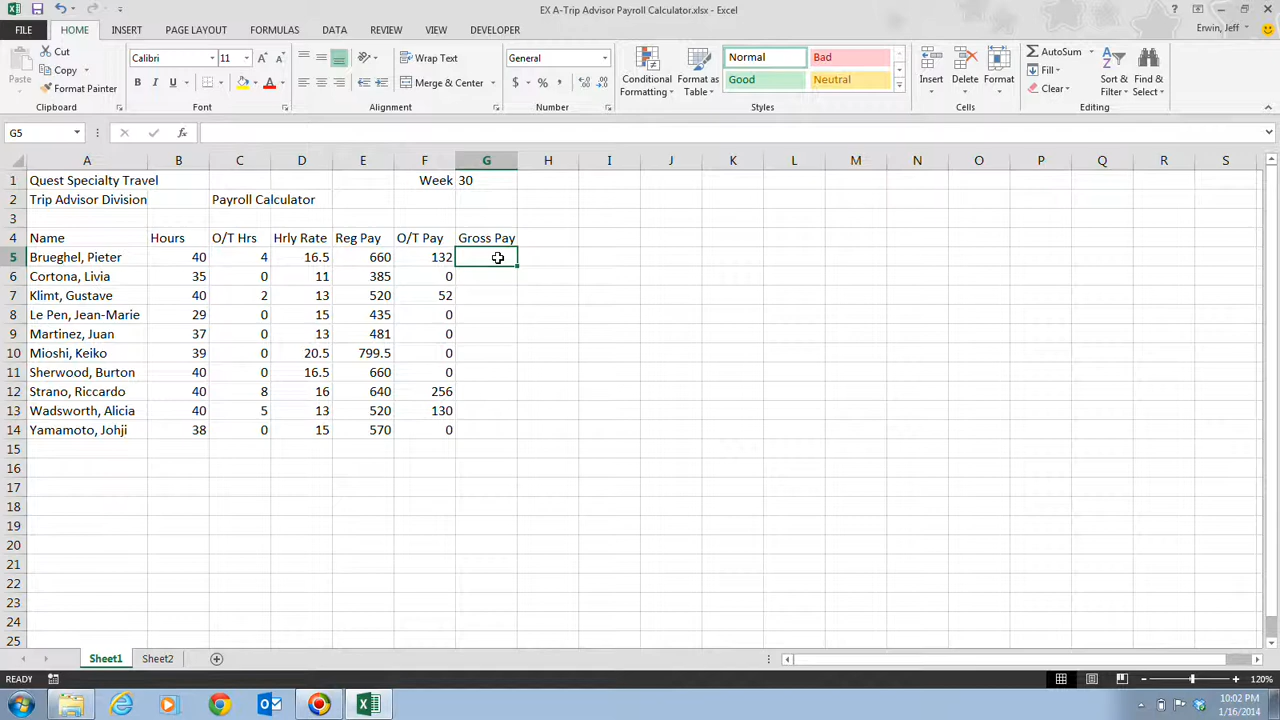 EX A-Trip Advisor Payroll Calculator.xlsx - Excel
FILE HOME INSERT PAGE LAYOUT FORMULAS DATA REVIEW VIEW DEVELOPER Erwin, Jeff
Paste
Cut
Copy
Format Painter
Clipboard
Calibri 11
B I U
Font
Wrap Text
Merge & Center
Alignment
General
$ % ,
Number
Conditional Formatting
Format as Table
Normal Bad
Good Neutral
Styles
Insert Delete Format
Cells
AutoSum
Fill
Clear
Sort & Filter
Find & Select
Editing
G5
A B C D E F G H I J K L M N O P Q R S
1 Quest Specialty Travel Week 30
2 Trip Advisor Division Payroll Calculator
3
4 Name Hours O/T Hrs Hrly Rate Reg Pay O/T Pay Gross Pay
5 Brueghel, Pieter 40 4 16.5 660 132
6 Cortona, Livia 35 0 11 385 0
7 Klimt, Gustave 40 2 13 520 52
8 Le Pen, Jean-Marie 29 0 15 435 0
9 Martinez, Juan 37 0 13 481 0
10 Mioshi, Keiko 39 0 20.5 799.5 0
11 Sherwood, Burton 40 0 16.5 660 0
12 Strano, Riccardo 40 8 16 640 256
13 Wadsworth, Alicia 40 5 13 520 130
14 Yamamoto, Johji 38 0 15 570 0
15
16
17
18
19
20
21
22
23
24
25
Sheet1 Sheet2
READY 120%
10:02 PM
1/16/2014